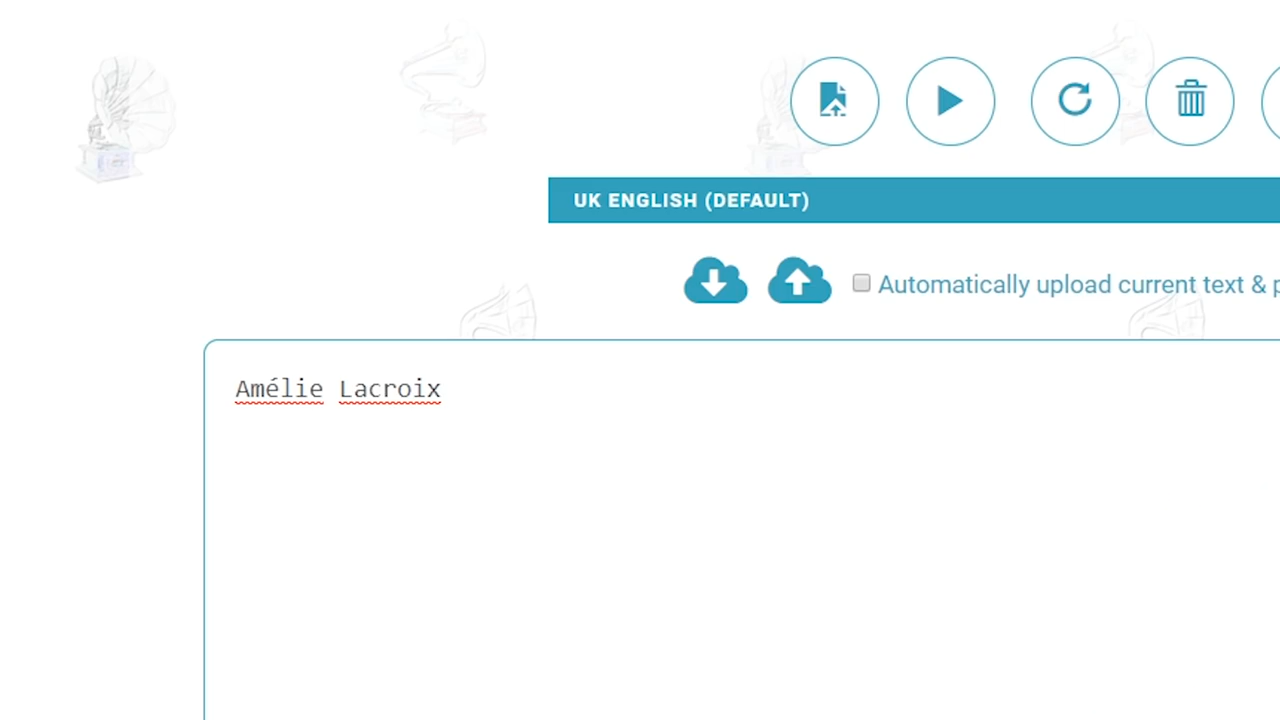 UK ENGLISH (DEFAULT)
Automatically upload current text & p
Amélie Lacroix